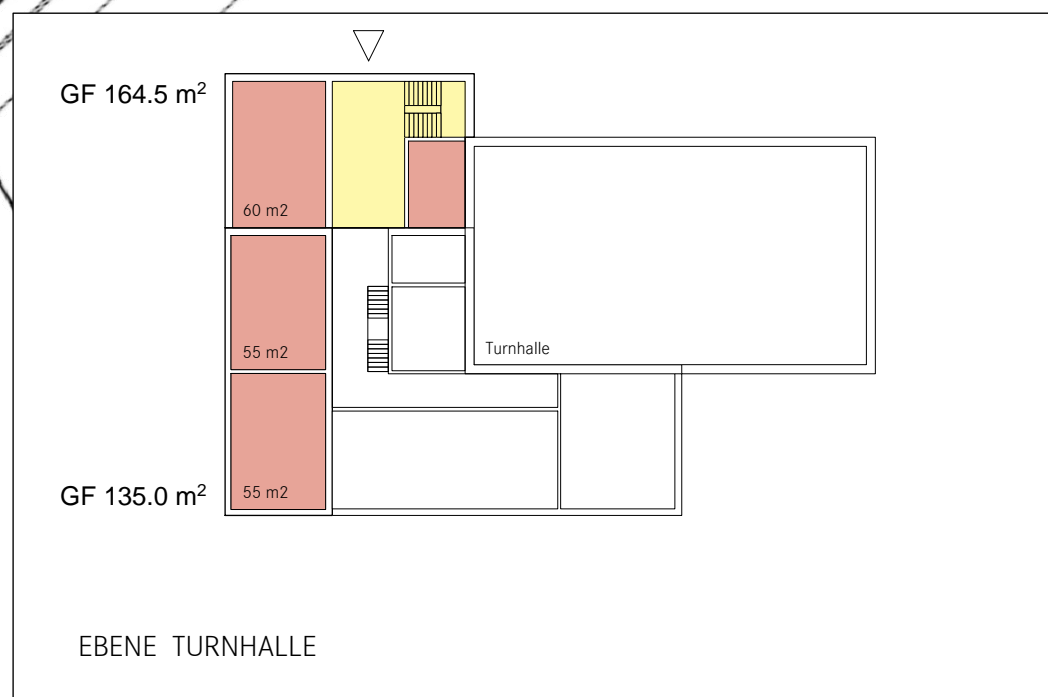 GF 164.5 m²
60 m2
55 m2
Turnhalle
GF 135.0 m²
55 m2
EBENE TURNHALLE